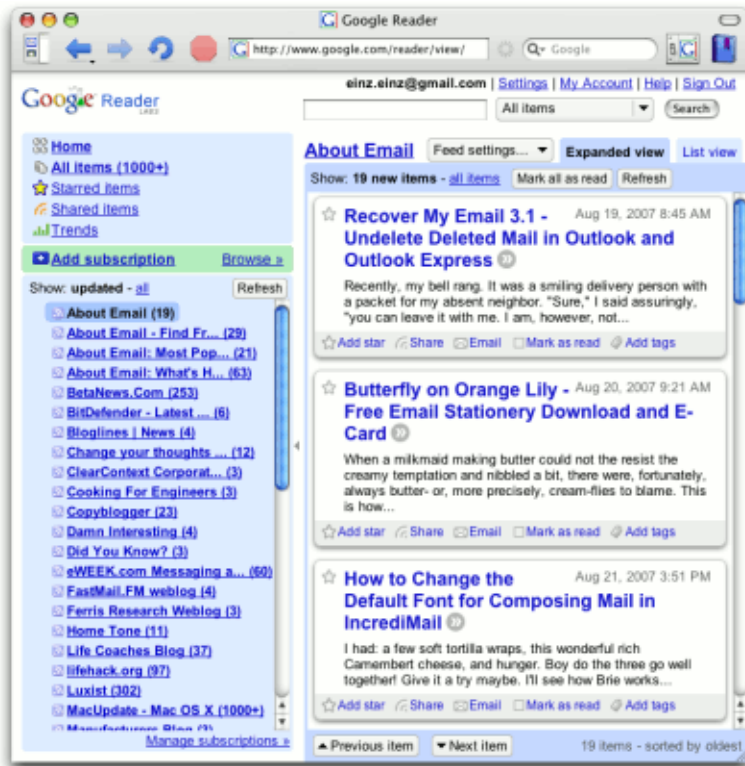 Google Reader
http://www.google.com/reader/view/
Google
einz.einz@gmail.com | Settings | My Account | Help | Sign Out
Google Reader
LABS
All items
Search
Home
All items (1000+)
Starred items
Shared items
Trends
Add subscription
Browse »
Show: updated - all
Refresh
About Email (19)
About Email - Find Fr... (29)
About Email: Most Pop... (21)
About Email: What's H... (63)
BetaNews.Com (253)
BitDefender - Latest ... (6)
Bloglines | News (4)
Change your thoughts ... (12)
ClearContext Corporat... (3)
Cooking For Engineers (3)
Copyblogger (23)
Damn Interesting (4)
Did You Know? (3)
eWEEK.com Messaging a... (60)
FastMail.FM weblog (4)
Ferris Research Weblog (3)
Home Tone (11)
Life Coaches Blog (37)
lifehack.org (97)
Luxist (302)
MacUpdate - Mac OS X (1000+)
Manufacturers Blog (3)
Manage subscriptions »
About Email
Feed settings...
Expanded view
List view
Show: 19 new items - all items
Mark all as read
Refresh
Recover My Email 3.1 -
Aug 19, 2007 8:45 AM
Undelete Deleted Mail in Outlook and
Outlook Express
Recently, my bell rang. It was a smiling delivery person with
a packet for my absent neighbor. "Sure," I said assuringly,
"you can leave it with me. I am, however, not...
Add star Share Email Mark as read Add tags
Butterfly on Orange Lily -
Aug 20, 2007 9:21 AM
Free Email Stationery Download and E-
Card
When a milkmaid making butter could not the resist the
creamy temptation and nibbled a bit, there were, fortunately,
always butter- or, more precisely, cream-flies to blame. This
is how...
Add star Share Email Mark as read Add tags
How to Change the
Aug 21, 2007 3:51 PM
Default Font for Composing Mail in
IncrediMail
I had: a few soft tortilla wraps, this wonderful rich
Camembert cheese, and hunger. Boy do the three go well
together! Give it a try maybe. I'll see how Brie works...
Add star Share Email Mark as read Add tags
Previous item
Next item
19 items - sorted by oldest